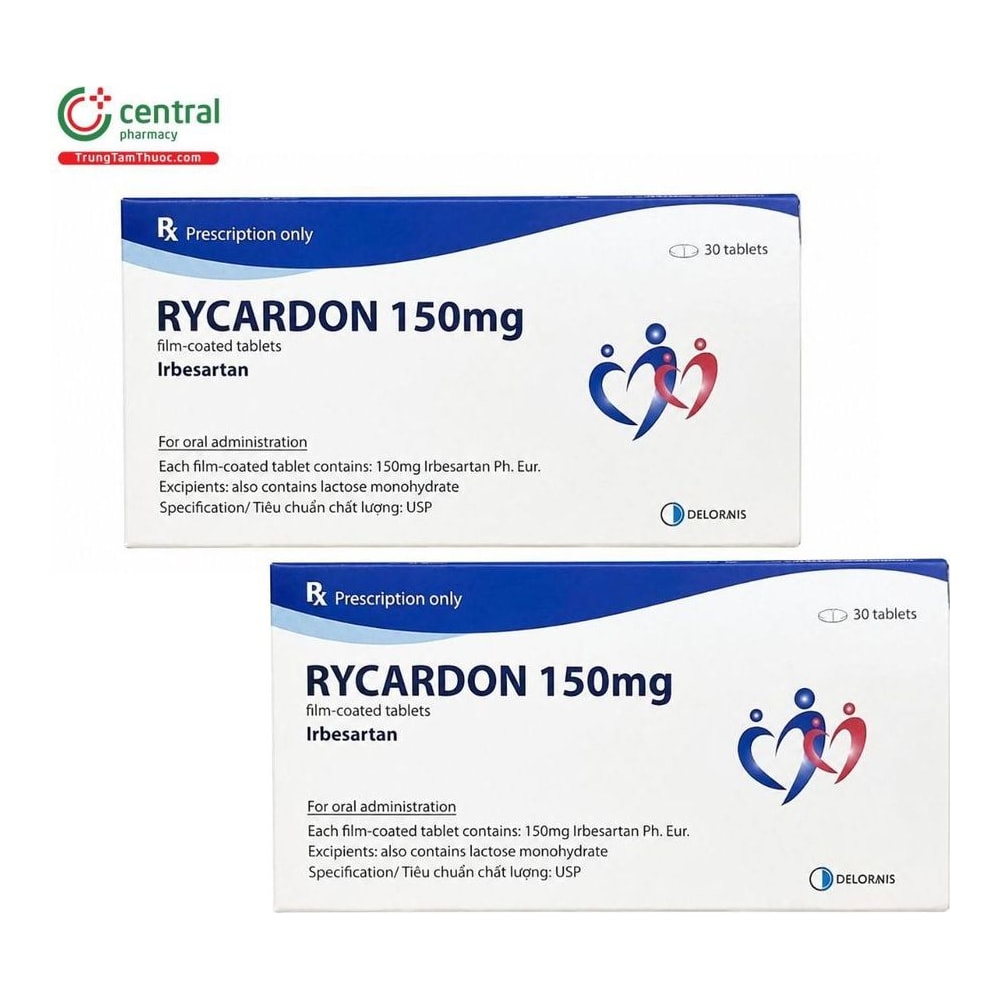 central
pharmacy
TrungTamThuoc.com
Rx Prescription only
30 tablets
RYCARDON 150mg
film-coated tablets
Irbesartan
For oral administration
Each film-coated tablet contains: 150mg Irbesartan Ph. Eur.
Excipients: also contains lactose monohydrate
Specification/ Tiêu chuẩn chất lượng: USP
DELORNIS
Rx Prescription only
30 tablets
RYCARDON 150mg
film-coated tablets
Irbesartan
For oral administration
Each film-coated tablet contains: 150mg Irbesartan Ph. Eur.
Excipients: also contains lactose monohydrate
Specification/ Tiêu chuẩn chất lượng: USP
DELORNIS